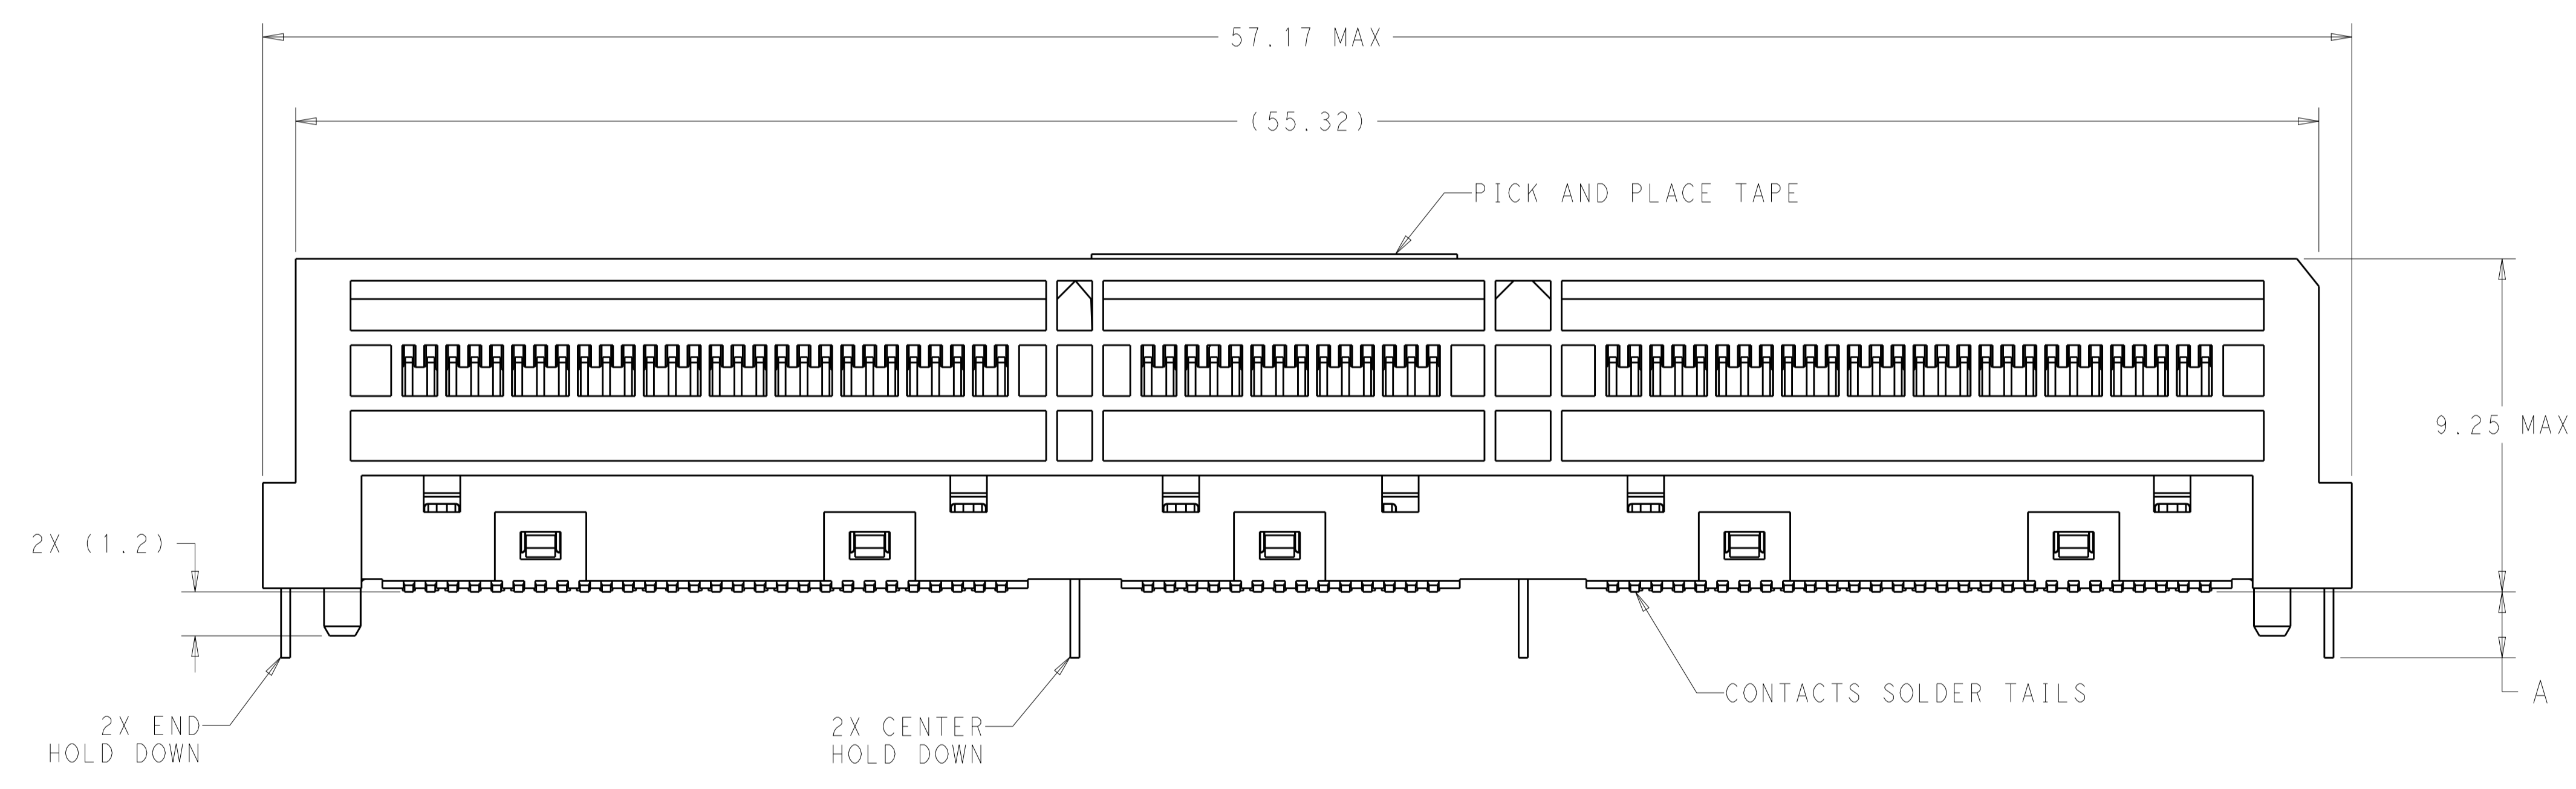 57.17 MAX
(55.32)
PICK AND PLACE TAPE
9.25 MAX
2X (1.2)
CONTACTS SOLDER TAILS
A
2X END
HOLD DOWN
2X CENTER
HOLD DOWN